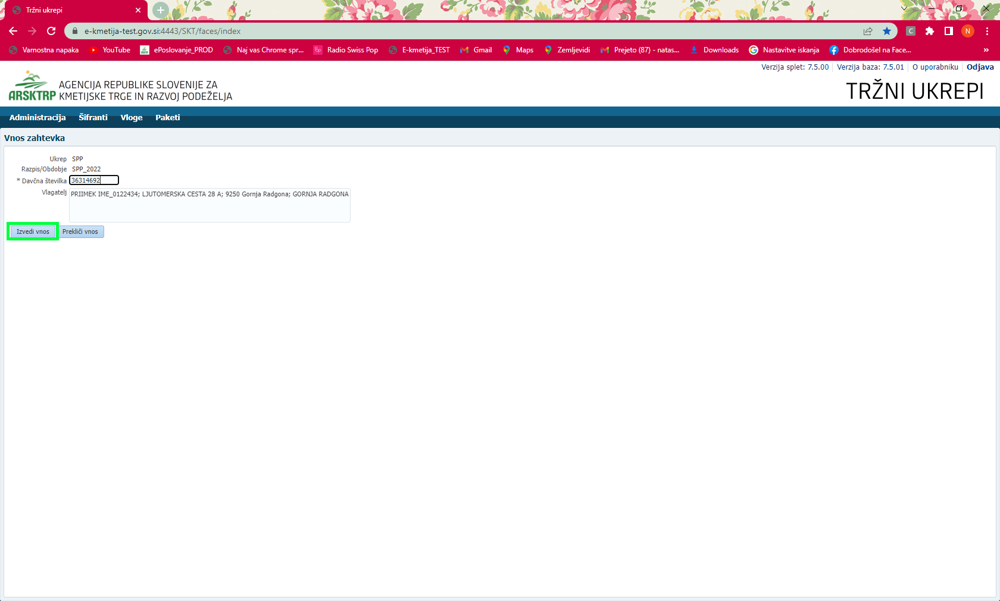 Tržni ukrepi
e-kmetija-test.gov.si:4443/SKT/faces/index
C
N
Varnostna napaka YouTube ePoslovanje_PROD Naj vas Chrome spr... Radio Swiss Pop E-kmetija_TEST Gmail Maps Zemljevidi Prejeto (87) - natas... Downloads Nastavitve iskanja Dobrodošel na Face... »
Verzija splet: 7.5.00 Verzija baza: 7.5.01 O uporabniku Odjava
AGENCIJA REPUBLIKE SLOVENIJE ZA
ARSKTRP KMETIJSKE TRGE IN RAZVOJ PODEŽELJA
TRŽNI UKREPI
Administracija Šifranti Vloge Paketi
Vnos zahtevka
Ukrep SPP
Razpis/Obdobje SPP_2022
* Davčna številka 36314692
Vlagatelj PRIIMEK IME_0122434; LJUTOMERSKA CESTA 28 A; 9250 Gornja Radgona; GORNJA RADGONA
Izvedi vnos Prekliči vnos